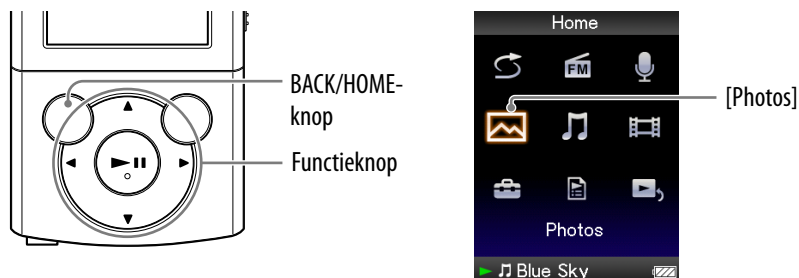 BACK/HOME-
knop
Functieknop
Home
FM
[Photos]
Photos
Blue Sky